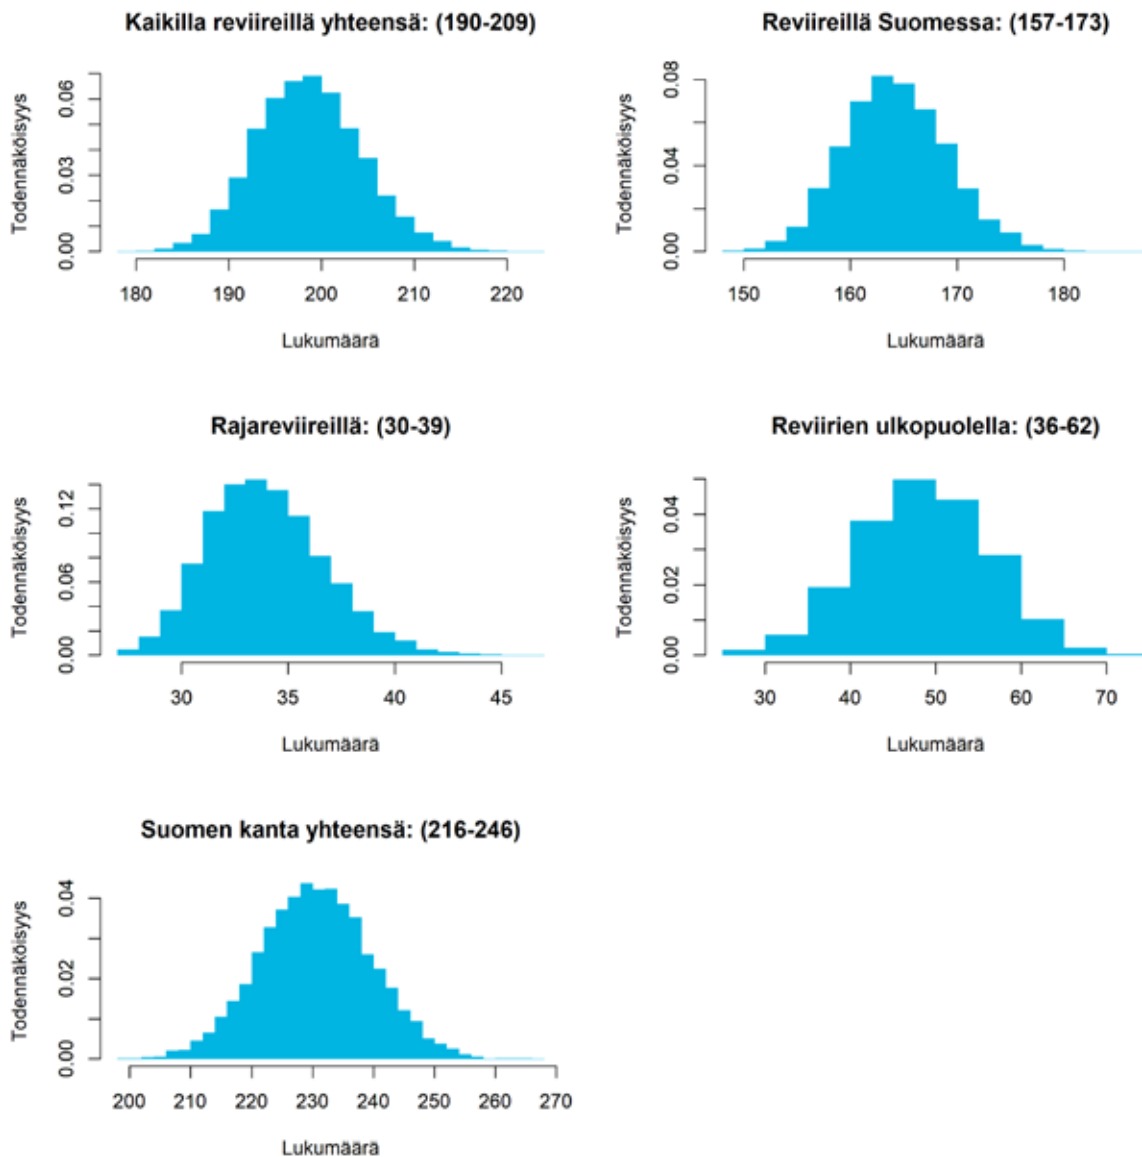 Kaikilla reviireillä yhteensä: (190-209)
Todennäköisyys
0.00 0.03 0.06
180 190 200 210 220
Lukumäärä
Reviireillä Suomessa: (157-173)
Todennäköisyys
0.00 0.04 0.08
150 160 170 180
Lukumäärä
Rajareviireillä: (30-39)
Todennäköisyys
0.00 0.06 0.12
30 35 40 45
Lukumäärä
Reviirien ulkopuolella: (36-62)
Todennäköisyys
0.00 0.02 0.04
30 40 50 60 70
Lukumäärä
Suomen kanta yhteensä: (216-246)
Todennäköisyys
0.00 0.02 0.04
200 210 220 230 240 250 260 270
Lukumäärä